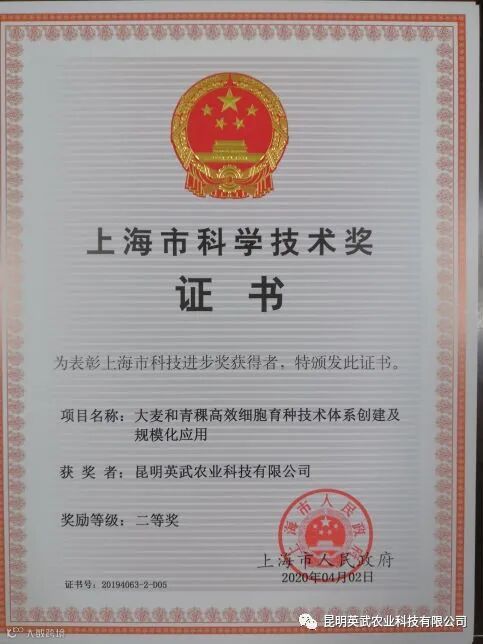 上海市科学技术奖
证书
为表彰上海市科技进步奖获得者，特颁发此证书。
项目名称：大麦和青稞高效细胞育种技术体系创建及
规模化应用
获奖者：昆明英武农业科技有限公司
奖励等级：二等奖
上海市人民政府
上海市人民政府
2020年04月02日
证书号：20194063-2-D05
大数跨境
昆明英武农业科技有限公司